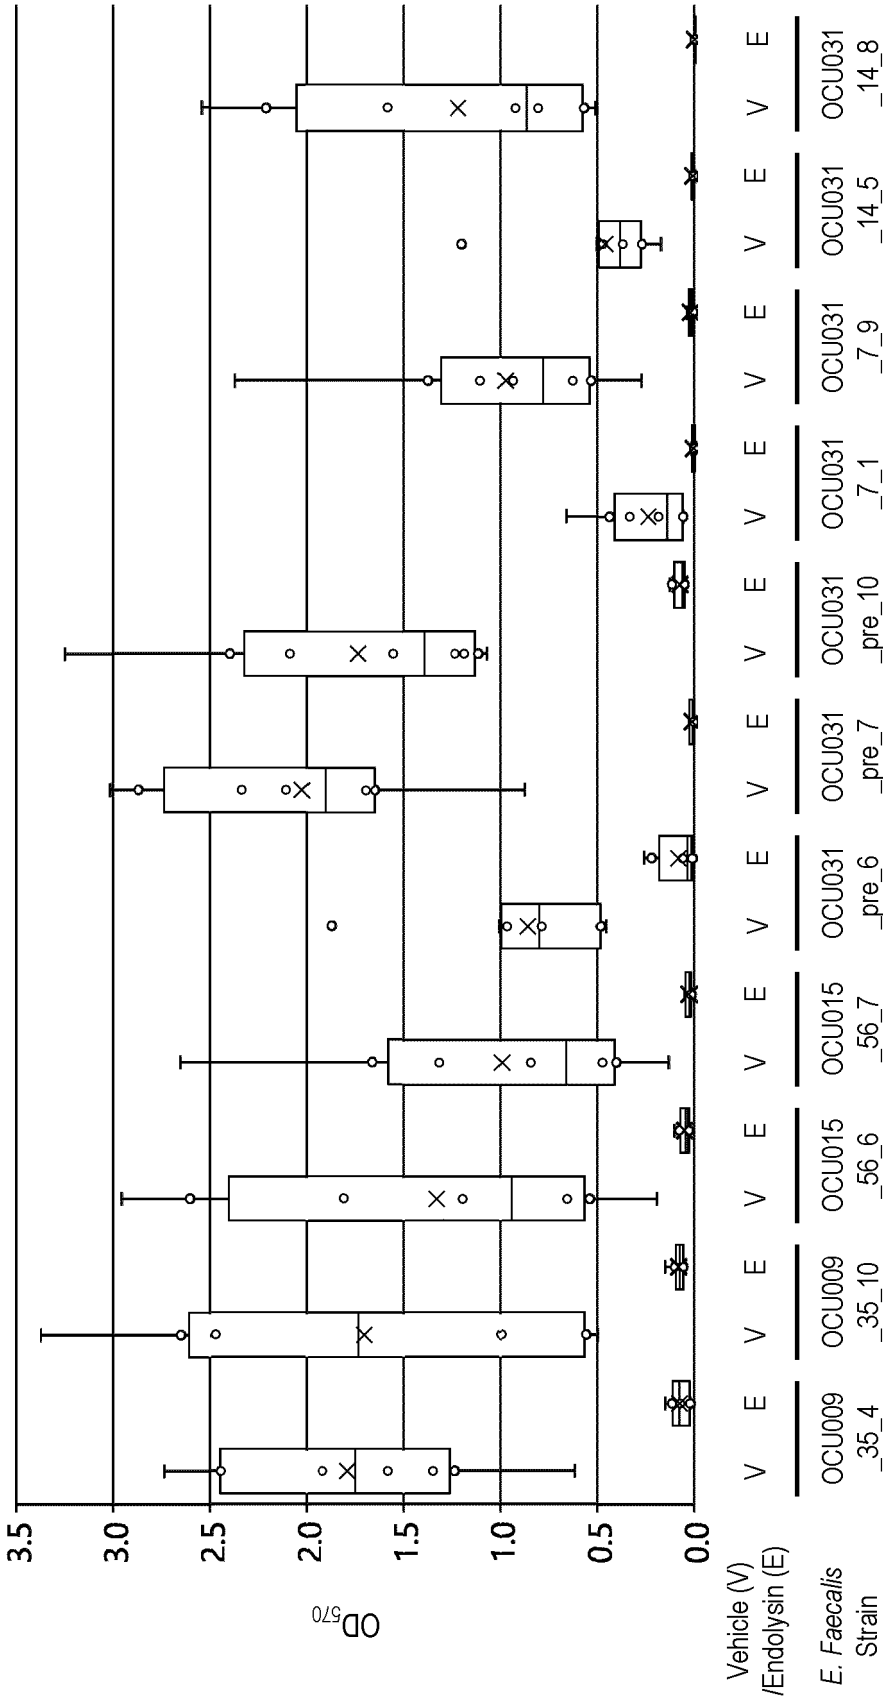 3.5
3.0
2.5
2.0
1.5
1.0
0.5
0.0
OD570
Vehicle (V)
/Endolysin (E)
V E V E V E V E V E V E V E V E V E V E V E
E. Faecalis
Strain
OCU009
_35_4
OCU009
_35_10
OCU015
_56_6
OCU015
_56_7
OCU031
_pre_6
OCU031
_pre_7
OCU031
_pre_10
OCU031
_7_1
OCU031
_7_9
OCU031
_14_5
OCU031
_14_8